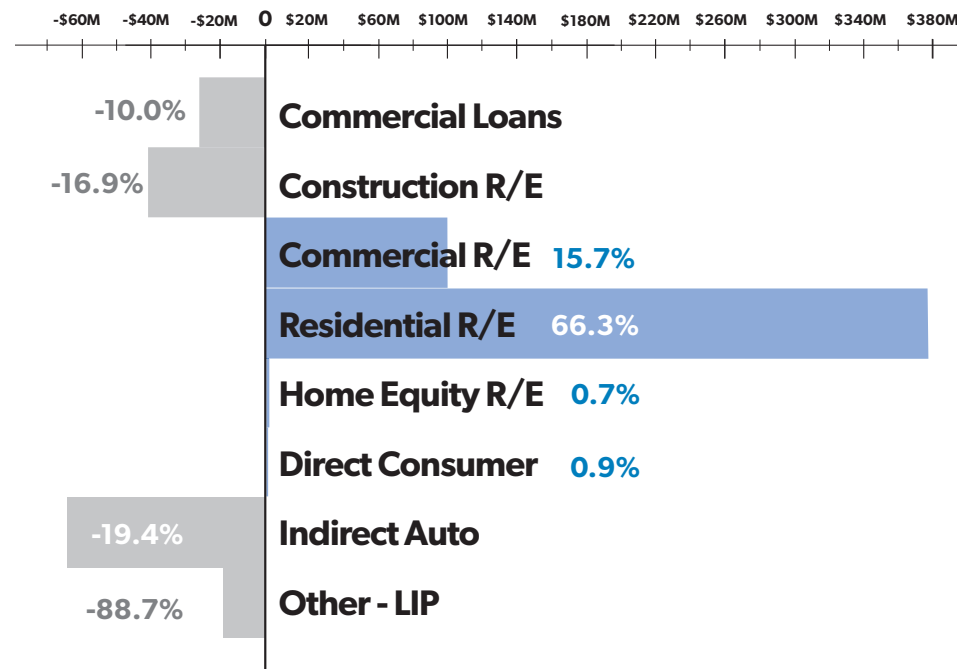 -$60M -$40M -$20M 0 $20M $60M $100M $140M $180M $220M $260M $300M $340M $380M
-10.0% Commercial Loans
-16.9% Construction R/E
Commercial R/E 15.7%
Residential R/E 66.3%
Home Equity R/E 0.7%
Direct Consumer 0.9%
-19.4% Indirect Auto
-88.7% Other - LIP